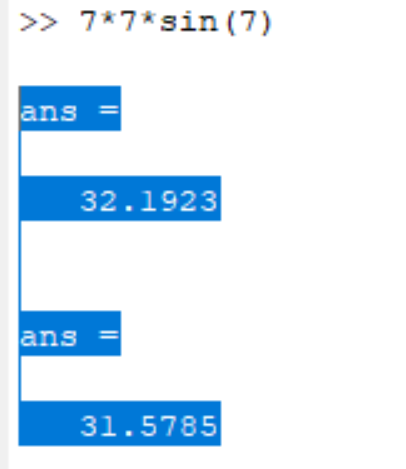 >> 7*7*sin(7)
ans =
32.1923
ans =
31.5785